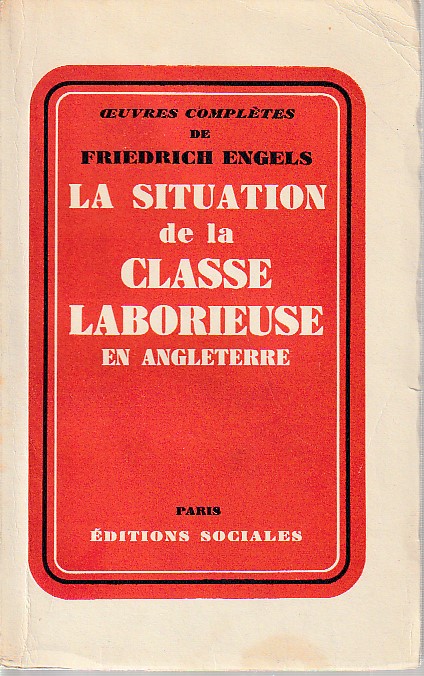 ŒUVRES COMPLÈTES
DE
FRIEDRICH ENGELS
LA SITUATION
de la
CLASSE
LABORIEUSE
EN ANGLETERRE
PARIS
ÉDITIONS SOCIALES